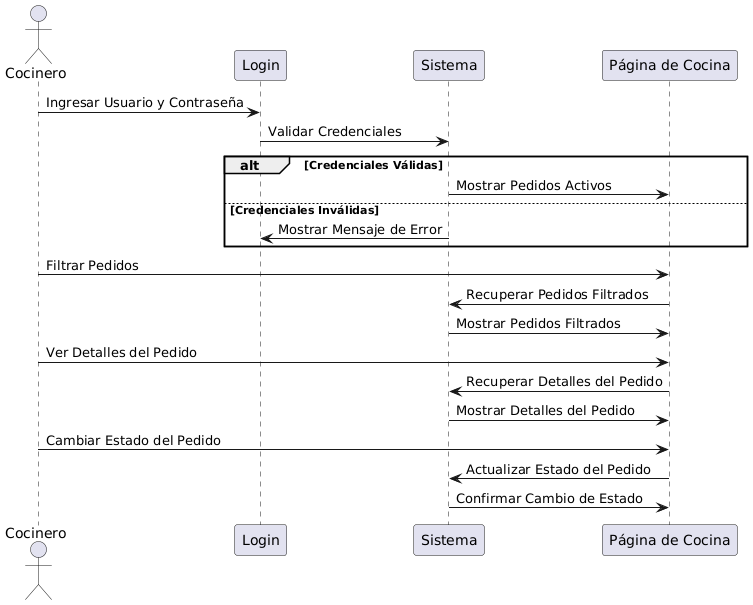 Cocinero
Login
Sistema
Página de Cocina
Ingresar Usuario y Contraseña
Validar Credenciales
alt
[Credenciales Válidas]
Mostrar Pedidos Activos
[Credenciales Inválidas]
Mostrar Mensaje de Error
Filtrar Pedidos
Recuperar Pedidos Filtrados
Mostrar Pedidos Filtrados
Ver Detalles del Pedido
Recuperar Detalles del Pedido
Mostrar Detalles del Pedido
Cambiar Estado del Pedido
Actualizar Estado del Pedido
Confirmar Cambio de Estado
Cocinero
Login
Sistema
Página de Cocina